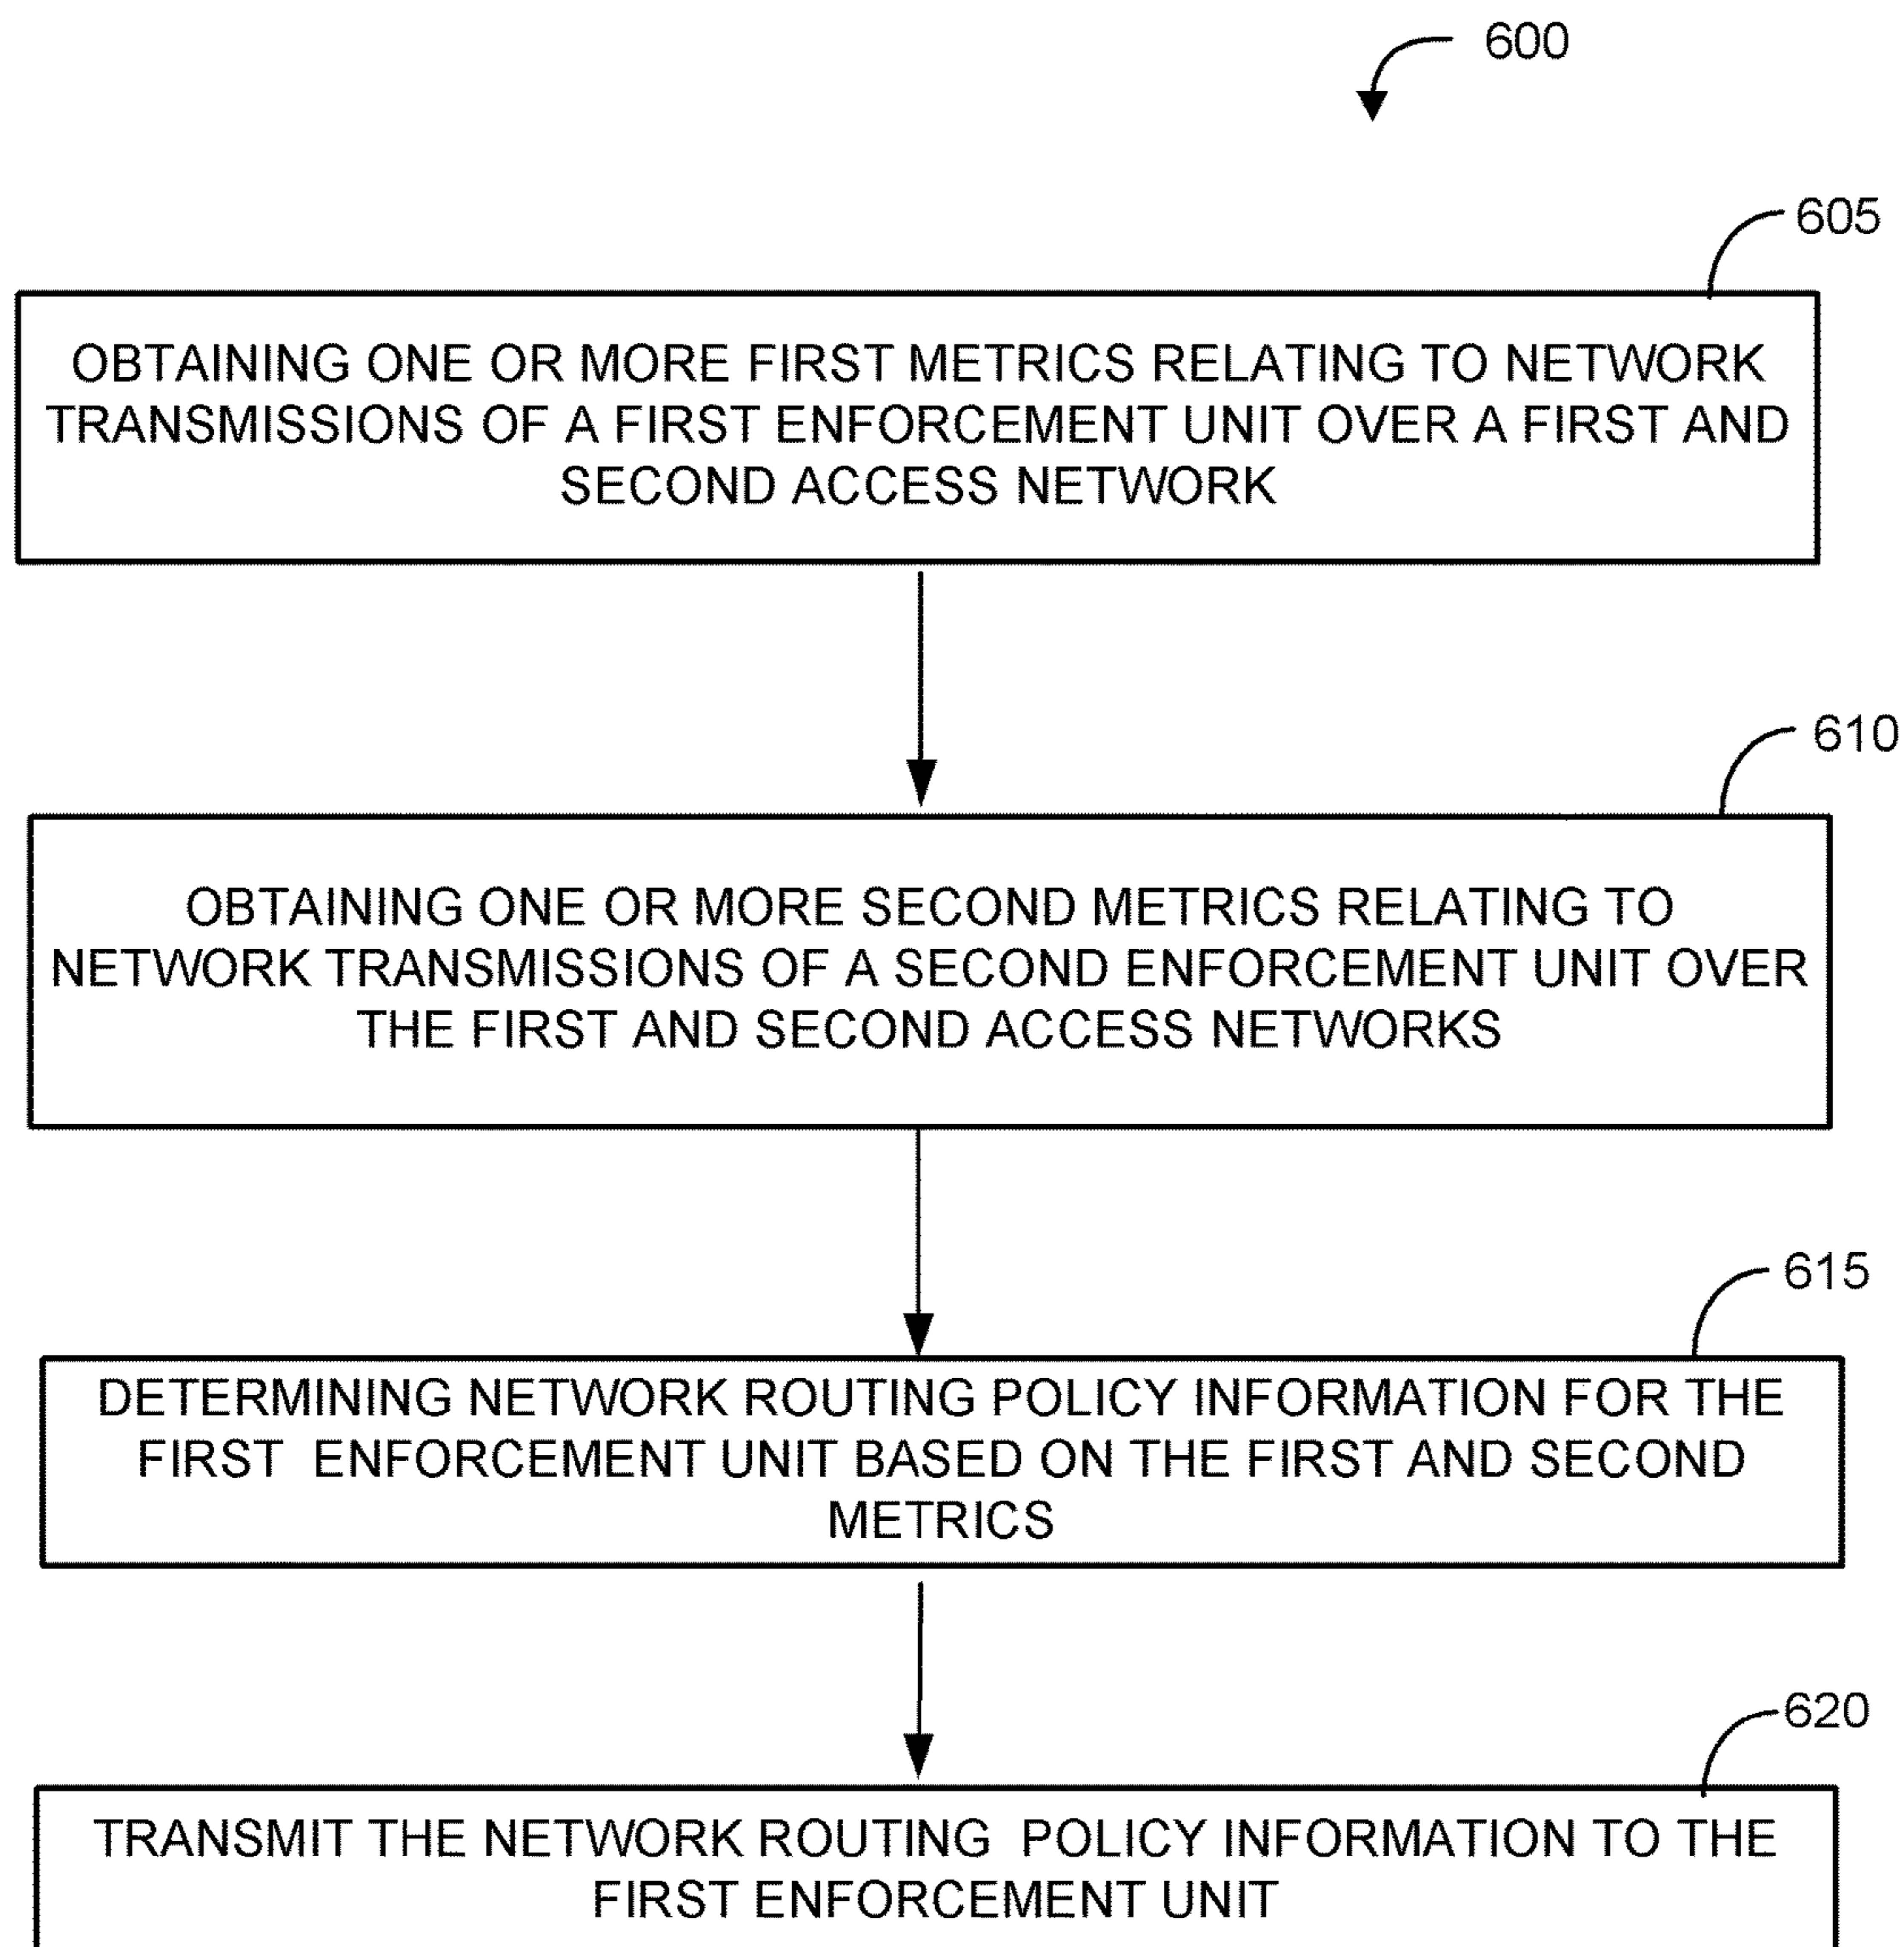 600
605
OBTAINING ONE OR MORE FIRST METRICS RELATING TO NETWORK
TRANSMISSIONS OF A FIRST ENFORCEMENT UNIT OVER A FIRST AND
SECOND ACCESS NETWORK
610
OBTAINING ONE OR MORE SECOND METRICS RELATING TO
NETWORK TRANSMISSIONS OF A SECOND ENFORCEMENT UNIT OVER
THE FIRST AND SECOND ACCESS NETWORKS
615
DETERMINING NETWORK ROUTING POLICY INFORMATION FOR THE
FIRST ENFORCEMENT UNIT BASED ON THE FIRST AND SECOND
METRICS
620
TRANSMIT THE NETWORK ROUTING POLICY INFORMATION TO THE
FIRST ENFORCEMENT UNIT